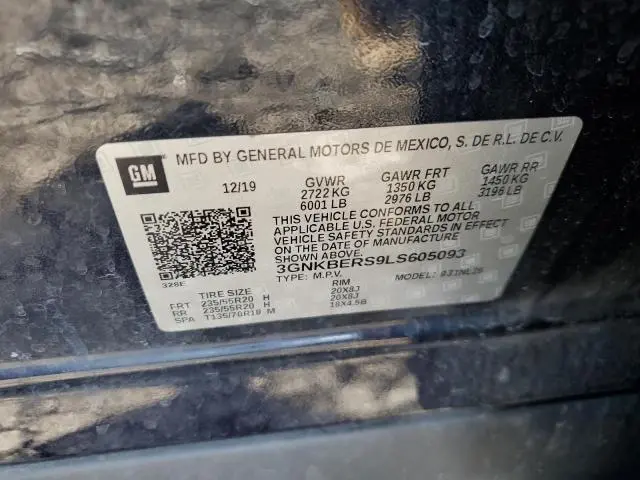 GM
MFD BY GENERAL MOTORS DE MEXICO, S. DE R.L. DE C.V.
12/19 GVWR GAWR FRT GAWR RR
2722 KG 1350 KG 1450 KG
6001 LB 2976 LB 3196 LB
THIS VEHICLE CONFORMS TO ALL
APPLICABLE U.S. FEDERAL MOTOR
VEHICLE SAFETY STANDARDS IN EFFECT
ON THE DATE OF MANUFACTURE
SHOWN ABOVE.
3GNKBERS9LS605093
328E TYPE: M.P.V. MODEL:
TIRE SIZE RIM
FRT 235/55R20 H 20X8J
RR 235/55R20 H 20X8J
SPA T135/70R18 M 18X4.5B